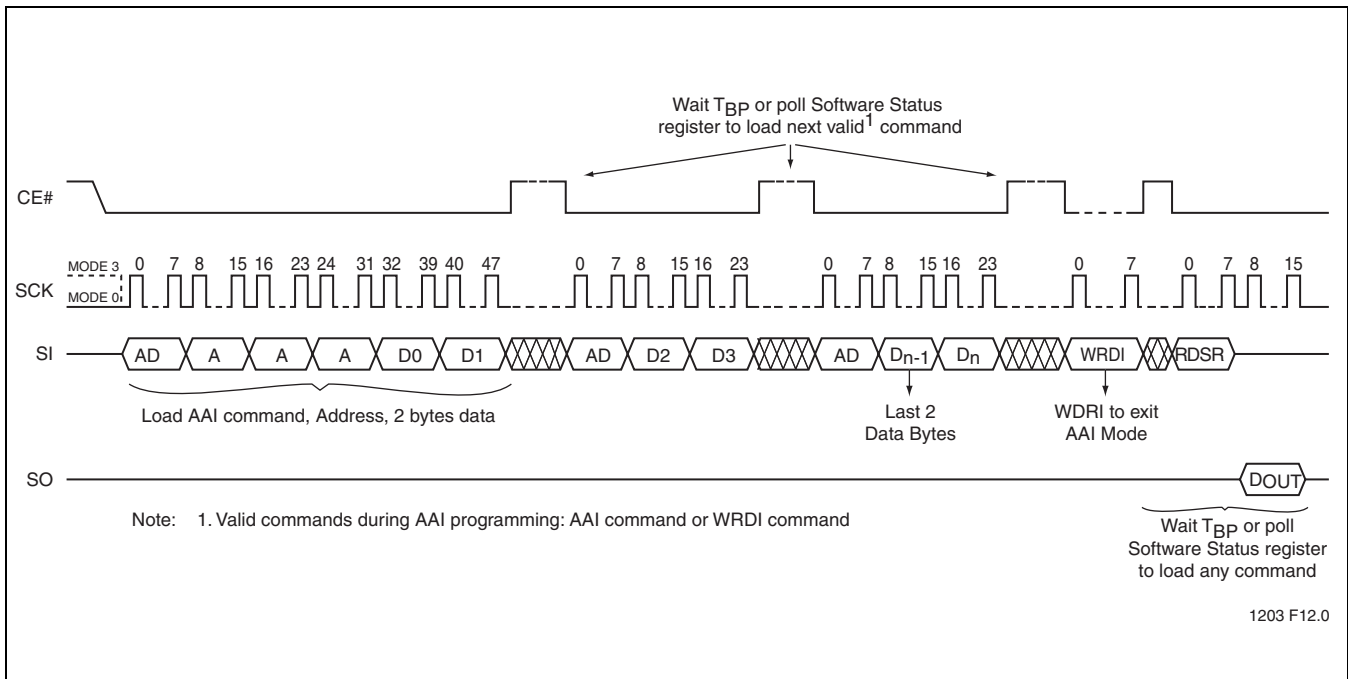 Wait TBP or poll Software Status
register to load next valid1 command
CE#
MODE 3 0 7 8 15 16 23 24 31 32 39 40 47 0 7 8 15 16 23 0 7 8 15 16 23 0 7 0 7 8 15
SCK
MODE 0
SI AD A A A D0 D1 AD D2 D3 AD Dn-1 Dn WRDI RDSR
Load AAI command, Address, 2 bytes data
Last 2
Data Bytes
WDRI to exit
AAI Mode
SO DOUT
Note: 1. Valid commands during AAI programming: AAI command or WRDI command
Wait TBP or poll
Software Status register
to load any command
1203 F12.0